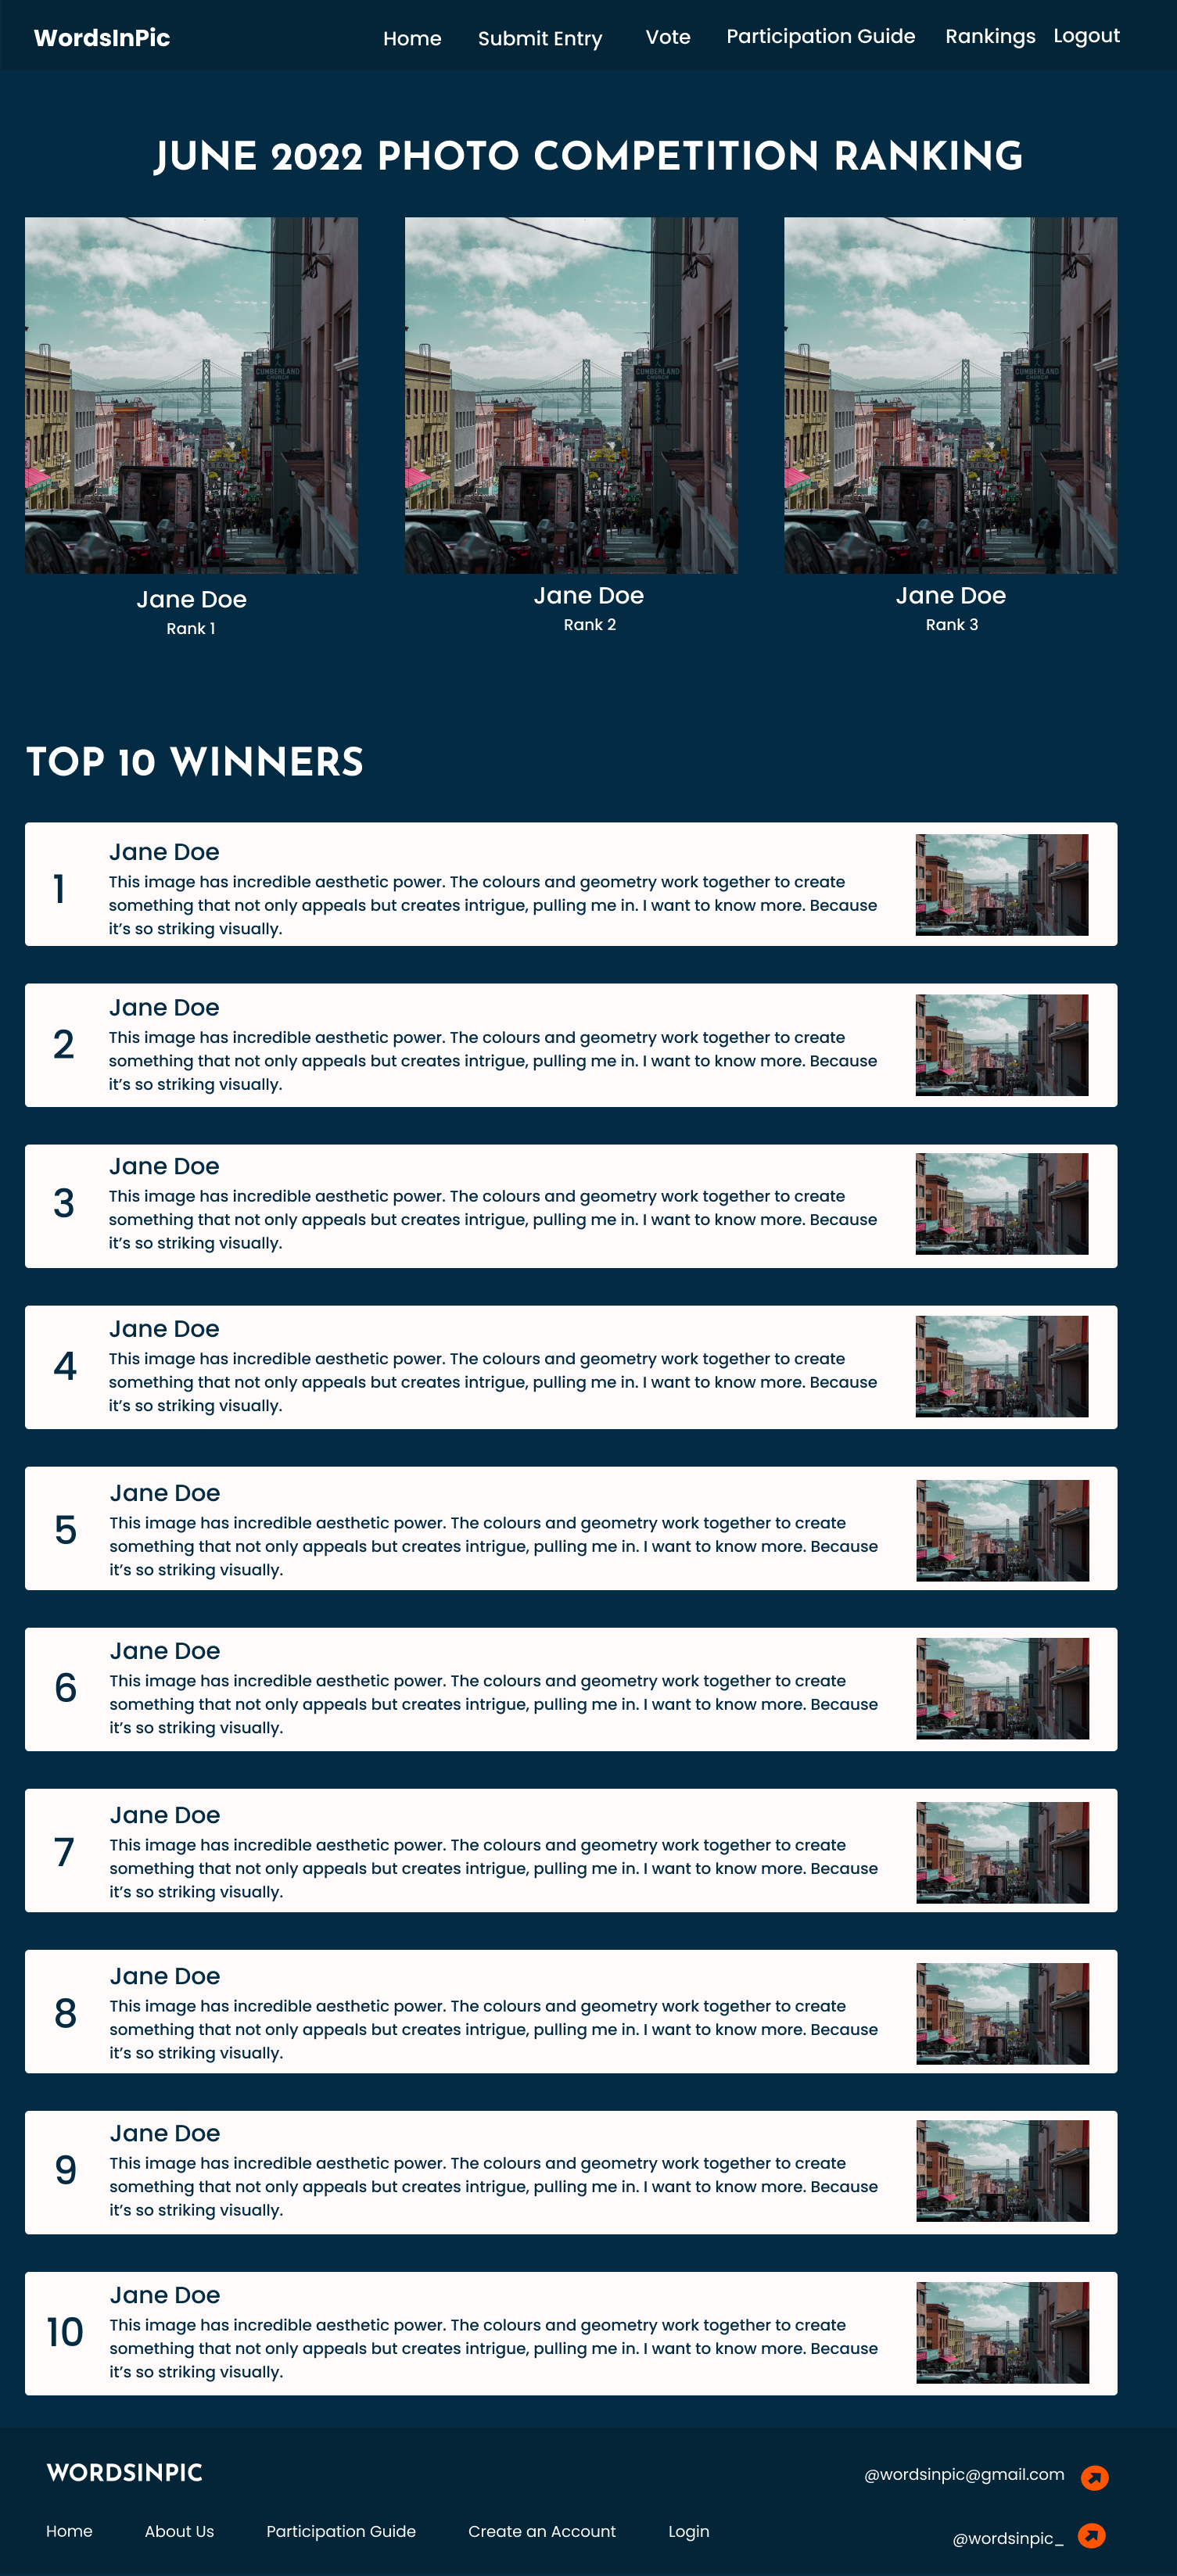 WordsInPic
Home Submit Entry Vote Participation Guide Rankings Logout
JUNE 2022 PHOTO COMPETITION RANKING
CUMBERLAND
CHURCH
CUMBERLAND
CHURCH
CUMBERLAND
CHURCH
Jane Doe
Rank 1
Jane Doe
Rank 2
Jane Doe
Rank 3
TOP 10 WINNERS
1
Jane Doe
This image has incredible aesthetic power. The colours and geometry work together to create
something that not only appeals but creates intrigue, pulling me in. I want to know more. Because
it's so striking visually.
2
Jane Doe
This image has incredible aesthetic power. The colours and geometry work together to create
something that not only appeals but creates intrigue, pulling me in. I want to know more. Because
it's so striking visually.
3
Jane Doe
This image has incredible aesthetic power. The colours and geometry work together to create
something that not only appeals but creates intrigue, pulling me in. I want to know more. Because
it's so striking visually.
4
Jane Doe
This image has incredible aesthetic power. The colours and geometry work together to create
something that not only appeals but creates intrigue, pulling me in. I want to know more. Because
it's so striking visually.
5
Jane Doe
This image has incredible aesthetic power. The colours and geometry work together to create
something that not only appeals but creates intrigue, pulling me in. I want to know more. Because
it's so striking visually.
6
Jane Doe
This image has incredible aesthetic power. The colours and geometry work together to create
something that not only appeals but creates intrigue, pulling me in. I want to know more. Because
it's so striking visually.
7
Jane Doe
This image has incredible aesthetic power. The colours and geometry work together to create
something that not only appeals but creates intrigue, pulling me in. I want to know more. Because
it's so striking visually.
8
Jane Doe
This image has incredible aesthetic power. The colours and geometry work together to create
something that not only appeals but creates intrigue, pulling me in. I want to know more. Because
it's so striking visually.
9
Jane Doe
This image has incredible aesthetic power. The colours and geometry work together to create
something that not only appeals but creates intrigue, pulling me in. I want to know more. Because
it's so striking visually.
10
Jane Doe
This image has incredible aesthetic power. The colours and geometry work together to create
something that not only appeals but creates intrigue, pulling me in. I want to know more. Because
it's so striking visually.
WORDSINPIC
@wordsinpic@gmail.com
Home About Us Participation Guide Create an Account Login
@wordsinpic_